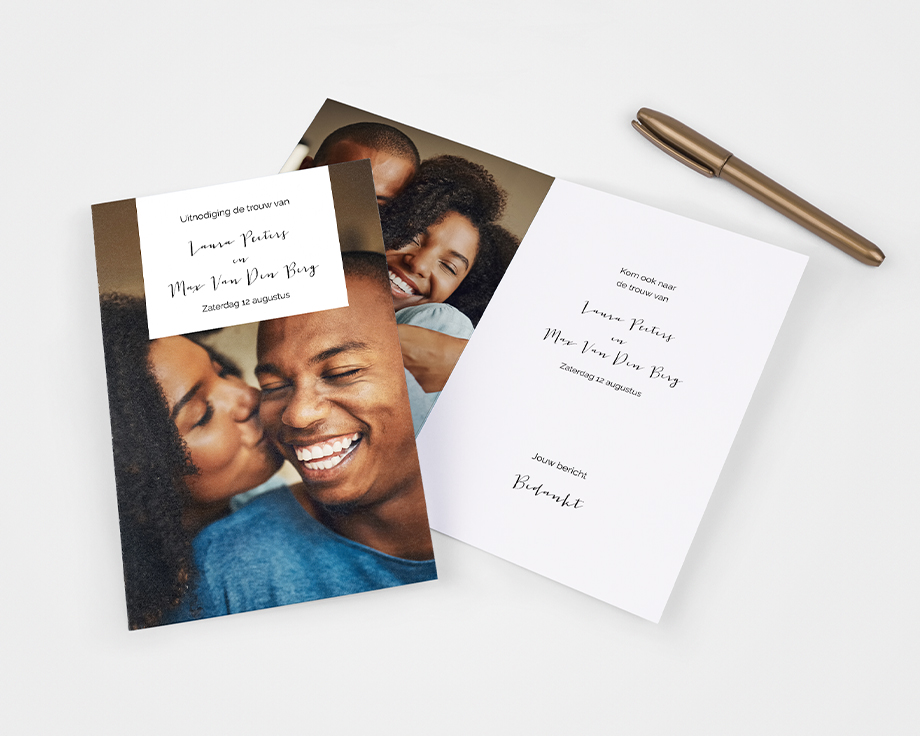 Uitnodiging de trouw van
Laura Peeters
en
Max Van Den Berg
Zaterdag 12 augustus
Kom ook naar
de trouw van
Laura Peeters
en
Max Van Den Berg
Zaterdag 12 augustus
Jouw bericht
Bedankt